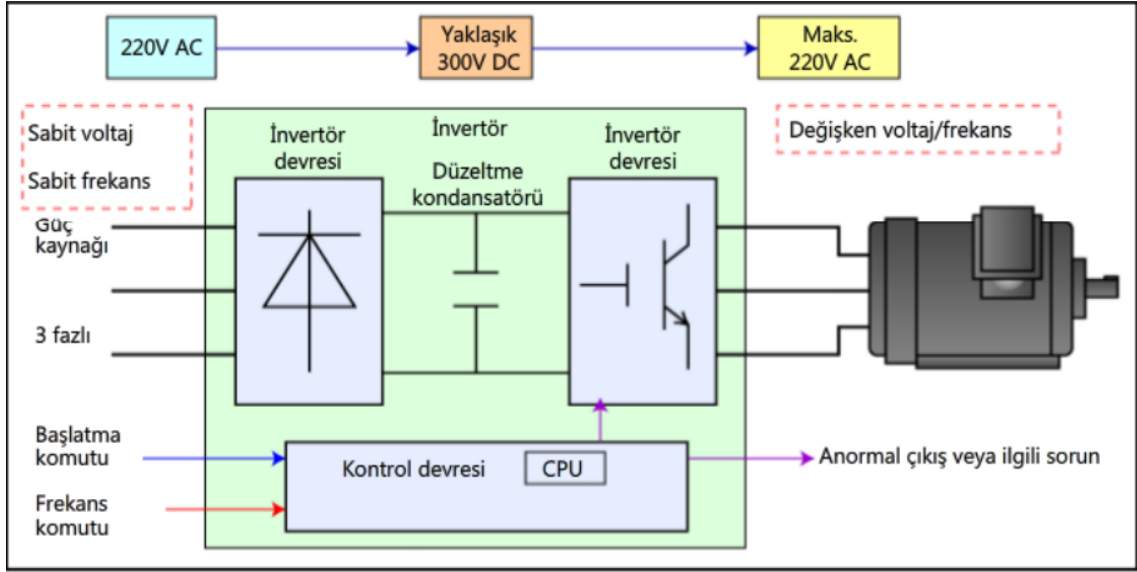 220V AC
Yaklaşık
300V DC
Maks.
220V AC
Sabit voltaj
Sabit frekans
Güç
kaynağı
3 fazlı
İnvertör
devresi
İnvertör
Düzeltme
kondansatörü
İnvertör
devresi
Değişken voltaj/frekans
Başlatma
komutu
Frekans
komutu
Kontrol devresi
CPU
Anormal çıkış veya ilgili sorun